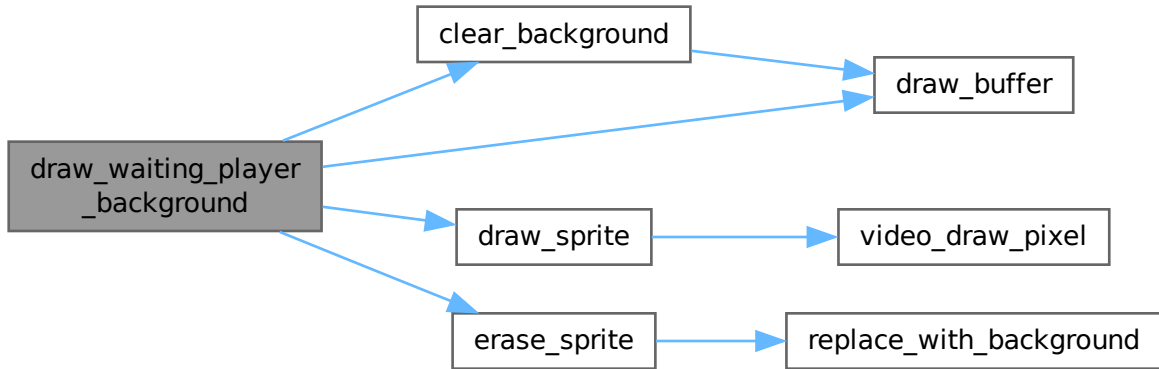 clear_background
draw_buffer
draw_waiting_player
_background
draw_sprite
video_draw_pixel
erase_sprite
replace_with_background